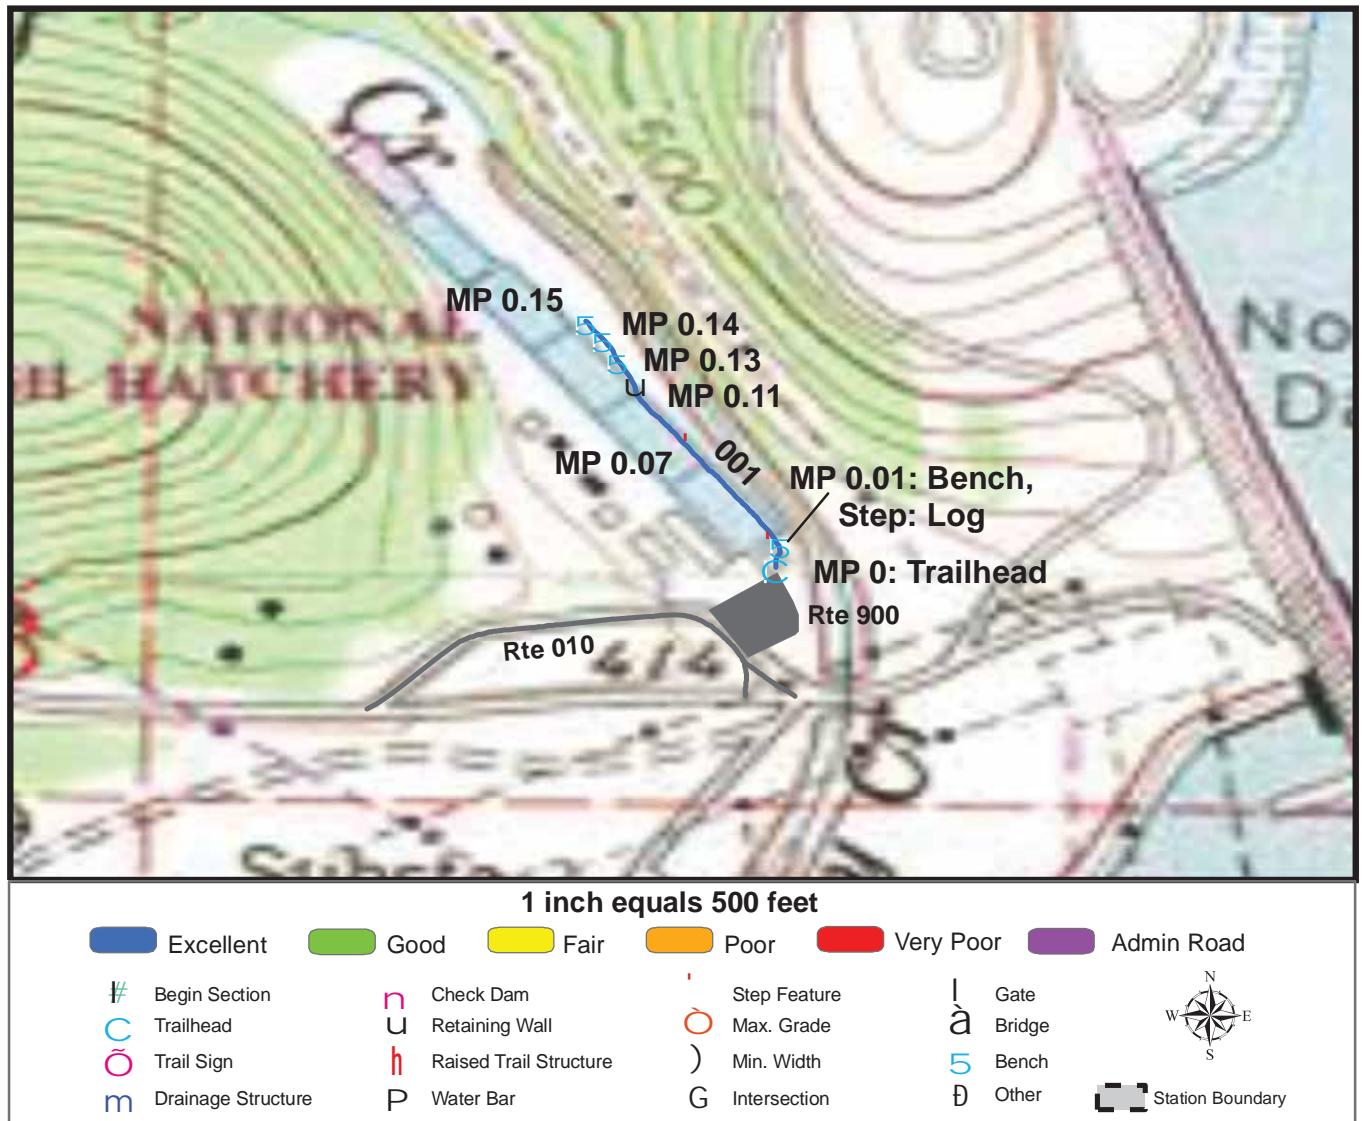 Cr
500
MP 0.15
MP 0.14
NATIONAL
No
MP 0.13
HATCHERY
MP 0.11
MP 0.07
001
MP 0.01: Bench,
Step: Log
MP 0: Trailhead
Rte 900
Rte 010
414
1 inch equals 500 feet
Excellent
Good
Fair
Poor
Very Poor
Admin Road
Begin Section
Check Dam
Step Feature
Gate
Trailhead
Retaining Wall
Max. Grade
Bridge
Trail Sign
Raised Trail Structure
Min. Width
Bench
Drainage Structure
Water Bar
Intersection
Other
Station Boundary
N
W
E
S